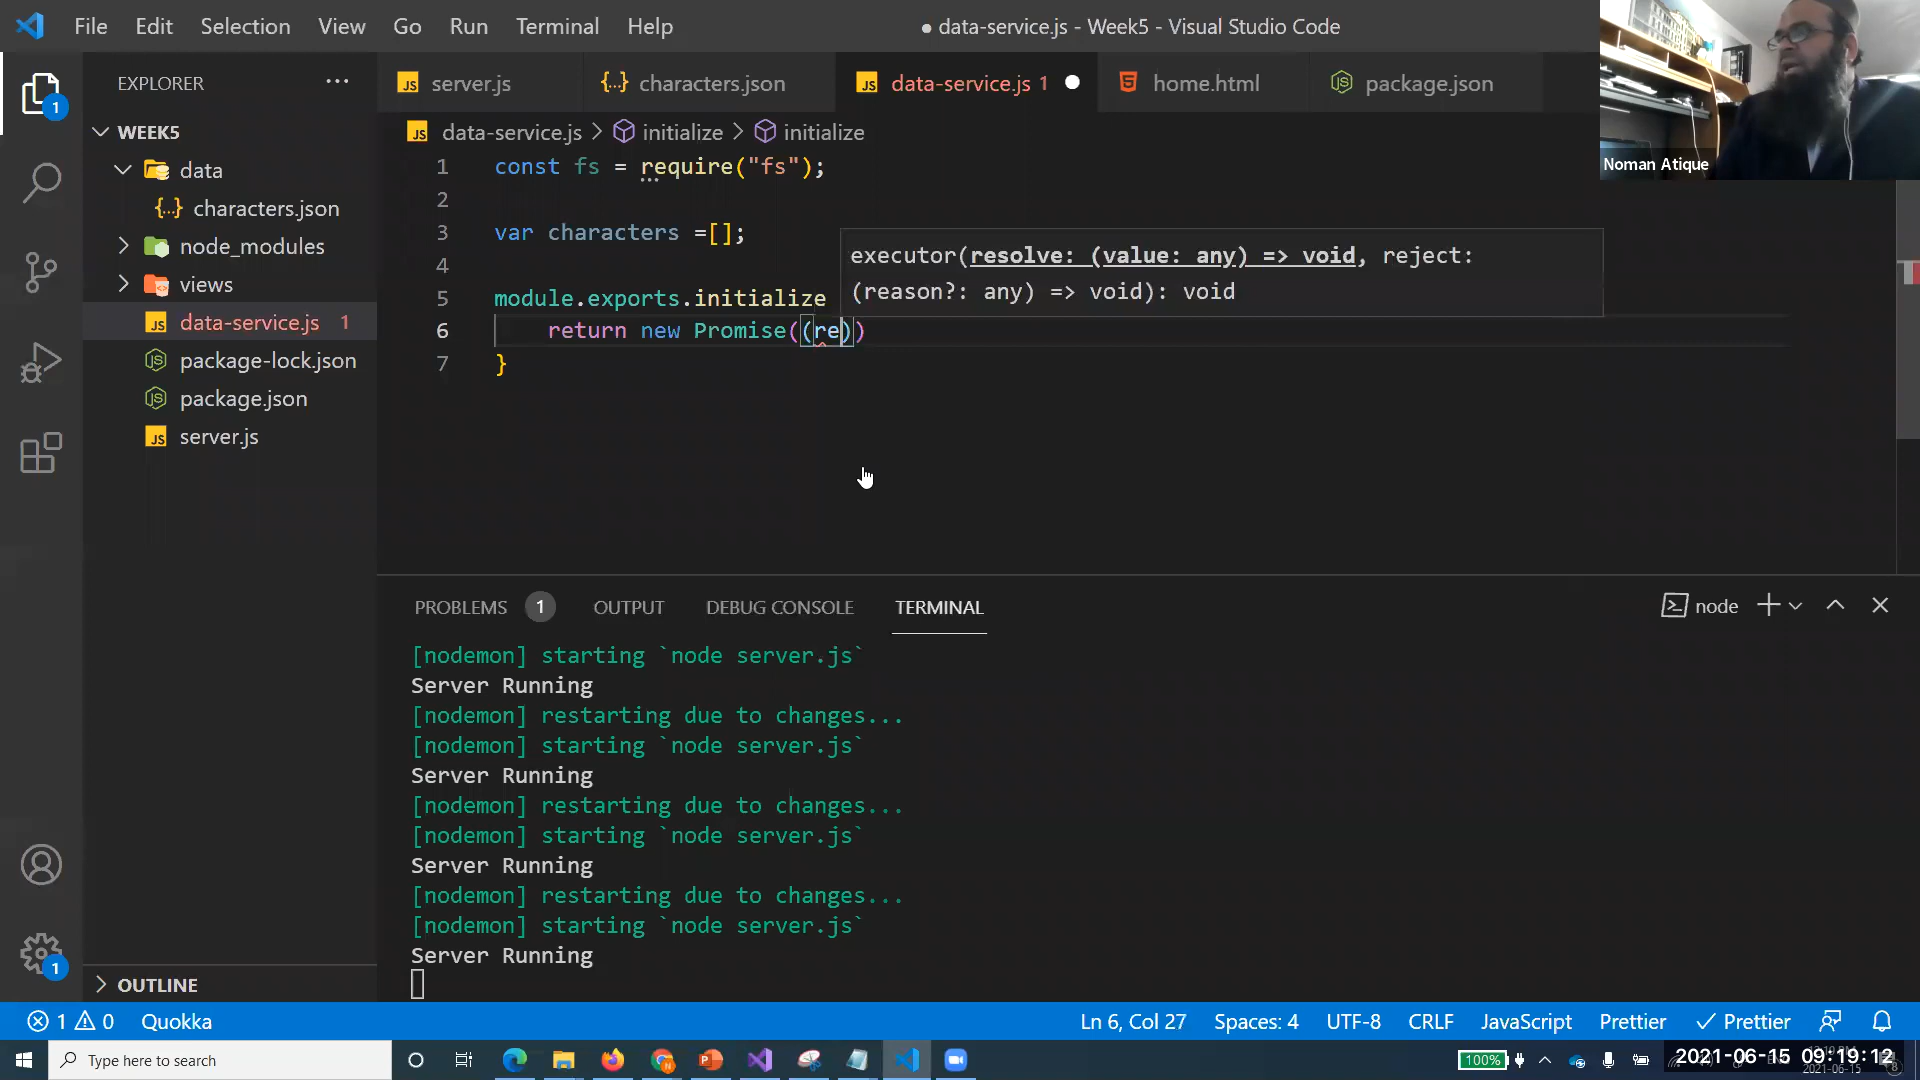 File Edit Selection View Go Run Terminal Help
● data-service.js - Week5 - Visual Studio Code
EXPLORER ...
server.js
characters.json
data-service.js 1
home.html
package.json
data-service.js > initialize > initialize
Noman Atique
WEEK5
data
characters.json
node_modules
views
data-service.js 1
package-lock.json
package.json
server.js
OUTLINE
1 const fs = require("fs");
2
3 var characters =[];
4
5 module.exports.initialize
6 return new Promise((re))
7 }
executor(resolve: (value: any) => void, reject:
(reason?: any) => void): void
PROBLEMS 1 OUTPUT DEBUG CONSOLE TERMINAL
node
[nodemon] starting `node server.js`
Server Running
[nodemon] restarting due to changes...
[nodemon] starting `node server.js`
Server Running
[nodemon] restarting due to changes...
[nodemon] starting `node server.js`
Server Running
[nodemon] restarting due to changes...
[nodemon] starting `node server.js`
Server Running
1 0 Quokka
Ln 6, Col 27 Spaces: 4 UTF-8 CRLF JavaScript Prettier Prettier
Type here to search
100%
2021-06-15 09:19:12